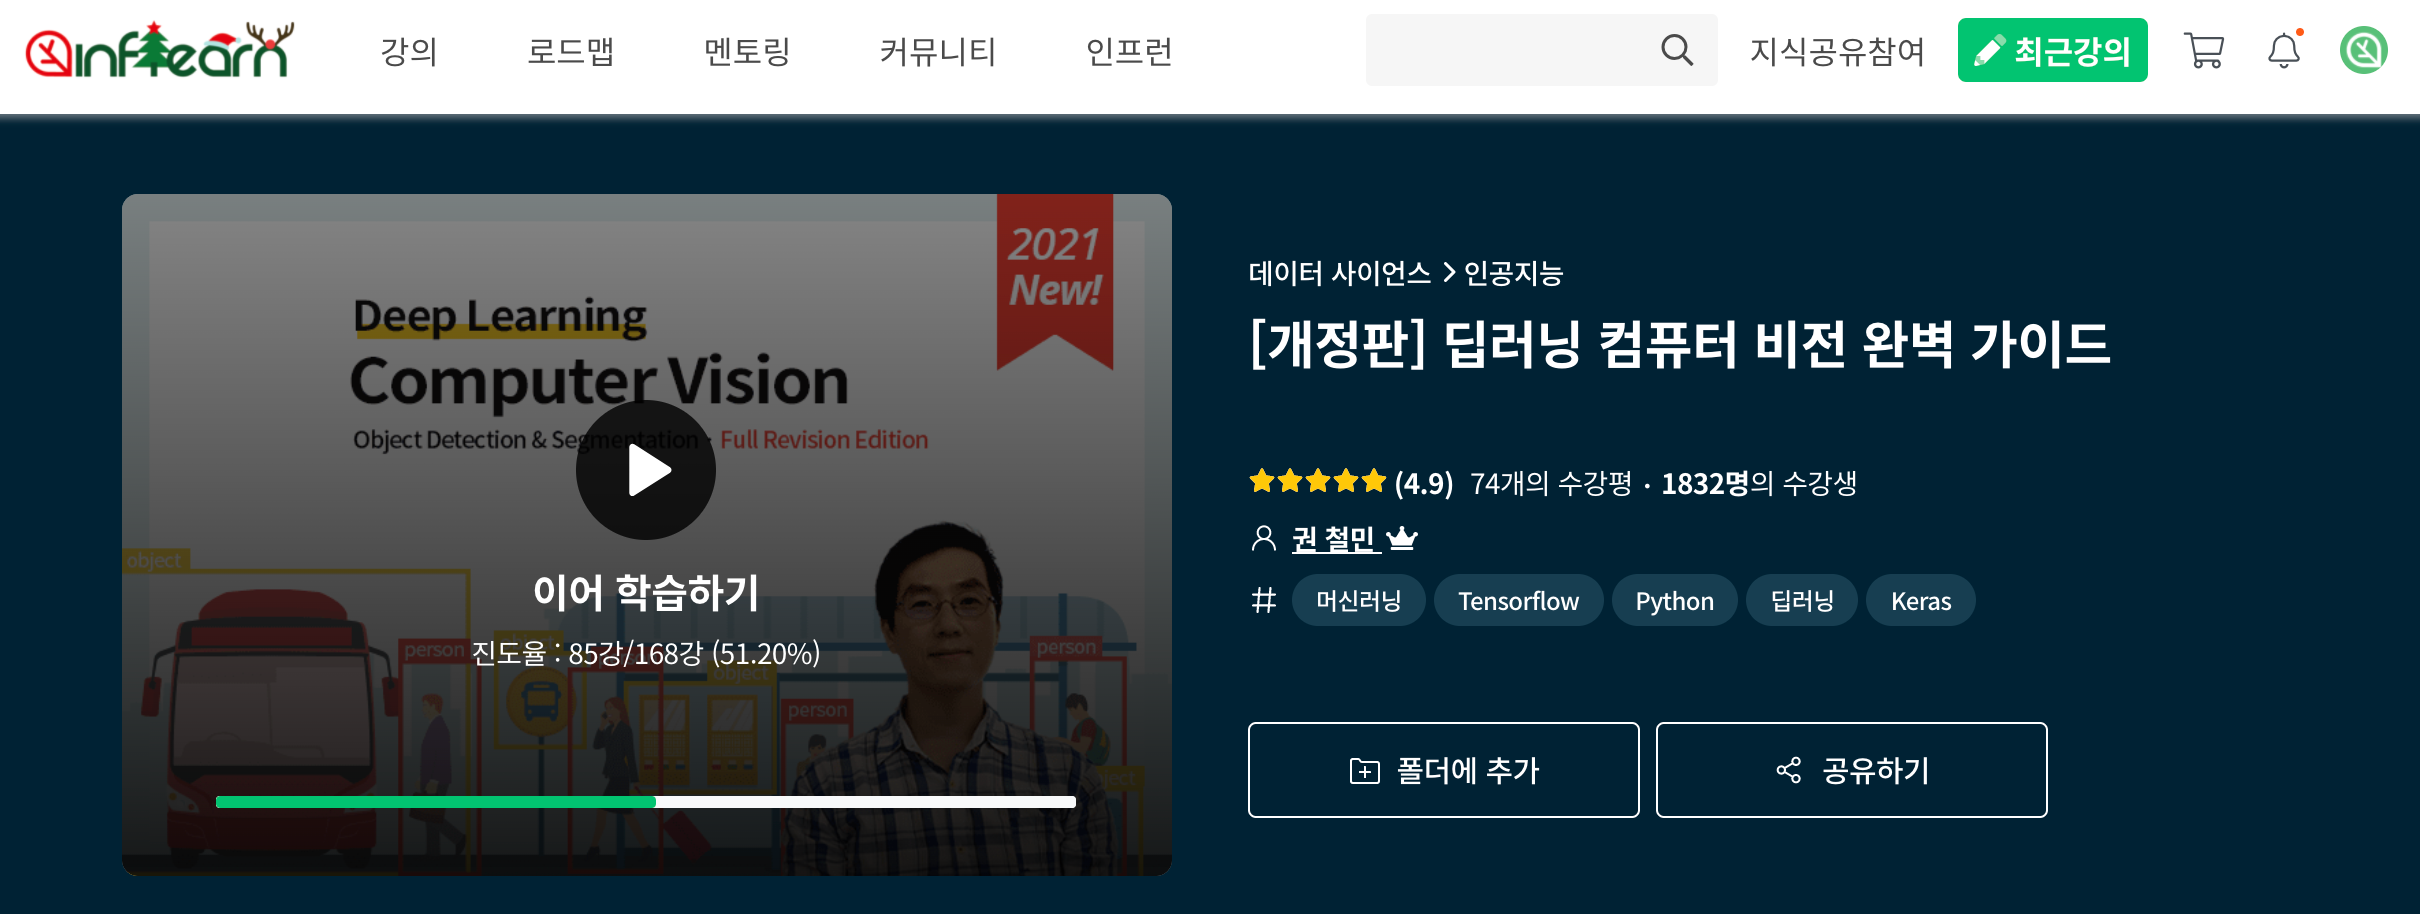 inflearn
강의
로드맵
멘토링
커뮤니티
인프런
지식공유참여
최근강의
2021
New!
Deep Learning
Computer Vision
Object Detection & Segmentation · Full Revision Edition
object
이어 학습하기
진도율 : 85강/168강 (51.20%)
person
object
object
person
person
데이터 사이언스 > 인공지능
[개정판] 딥러닝 컴퓨터 비전 완벽 가이드
(4.9) 74개의 수강평 · 1832명의 수강생
권 철민
# 머신러닝 Tensorflow Python 딥러닝 Keras
폴더에 추가
공유하기